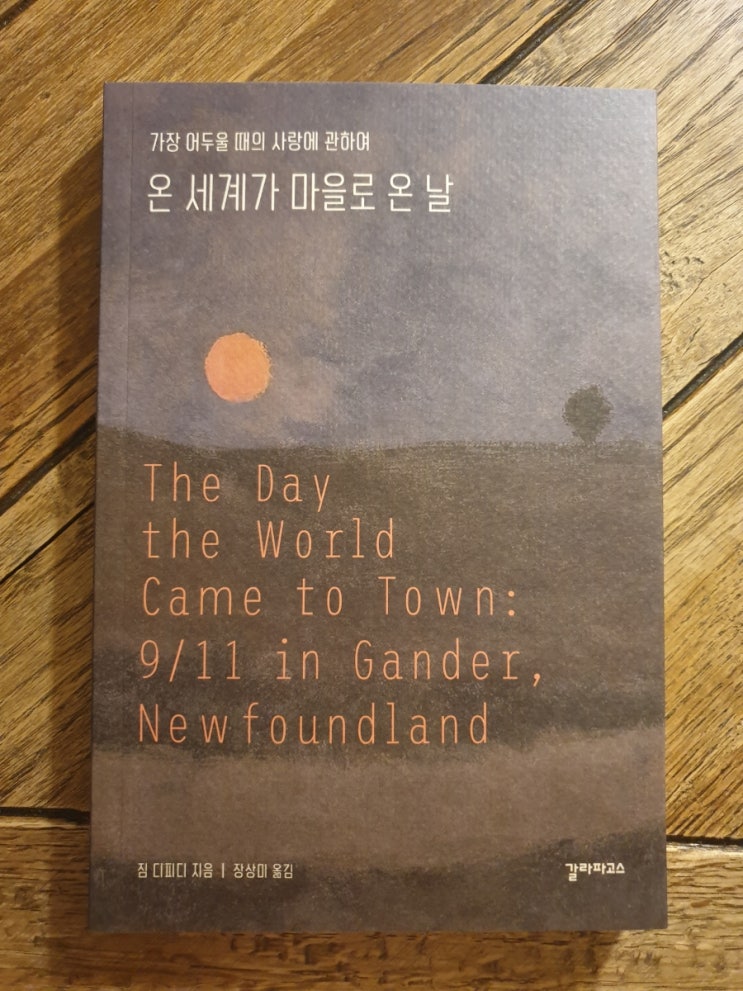 가장 어두울 때의 사랑에 관하여
온 세계가 마을로 온 날
The Day
the World
Came to Town:
9/11 in Gander,
Newfoundland
짐 디피디 지음 | 장상미 옮김
갈라파고스